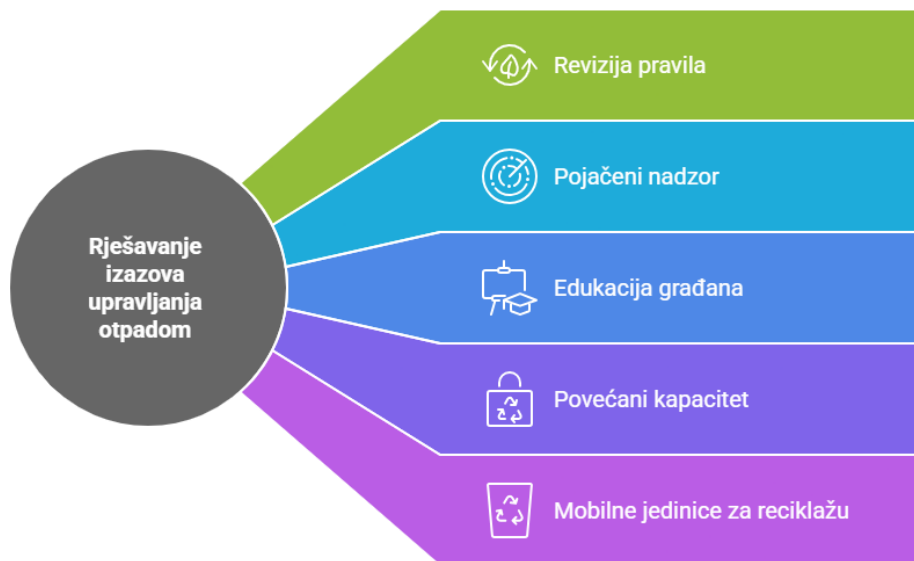 Rješavanje
izazova
upravljanja
otpadom
Revizija pravila
Pojačeni nadzor
Edukacija građana
Povećani kapacitet
Mobilne jedinice za reciklažu